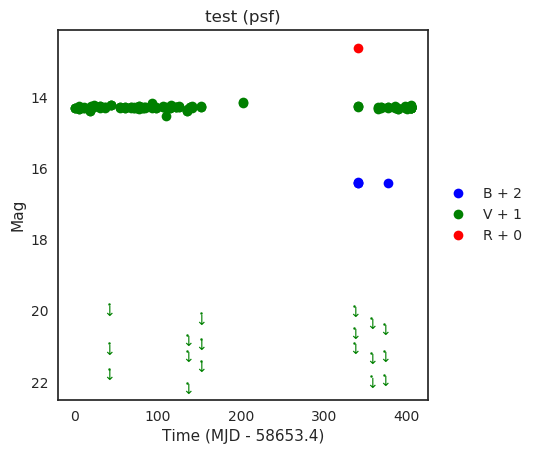 test (psf)
14
16
18
20
22
Mag
0
100
200
300
400
Time (MJD - 58653.4)
B + 2
V + 1
R + 0